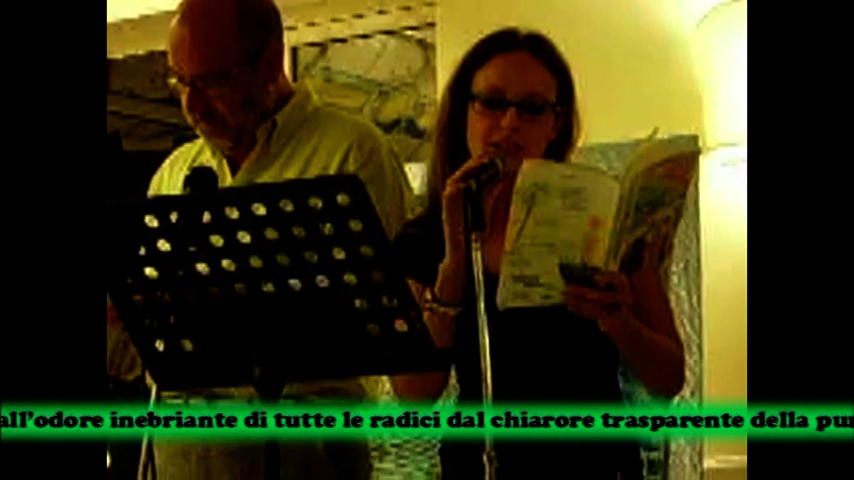 all'odore inebriante di tutte le radici dal chiarore trasparente della